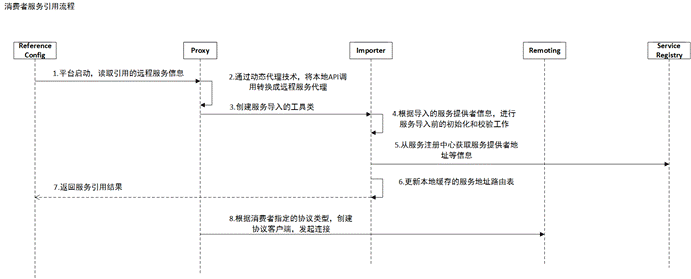 消费者服务引用流程
Reference
Config
Proxy
Importer
Remoting
Service
Registry
1.平台启动，读取引用的远程服务信息
2.通过动态代理技术，将本地API调
用转换成远程服务代理
3.创建服务导入的工具类
4.根据导入的服务提供者信息，进行
服务导入前的初始化和校验工作
5.从服务注册中心获取服务提供者地
址等信息
6.更新本地缓存的服务地址路由表
7.返回服务引用结果
8.根据消费者指定的协议类型，创建
协议客户端，发起连接